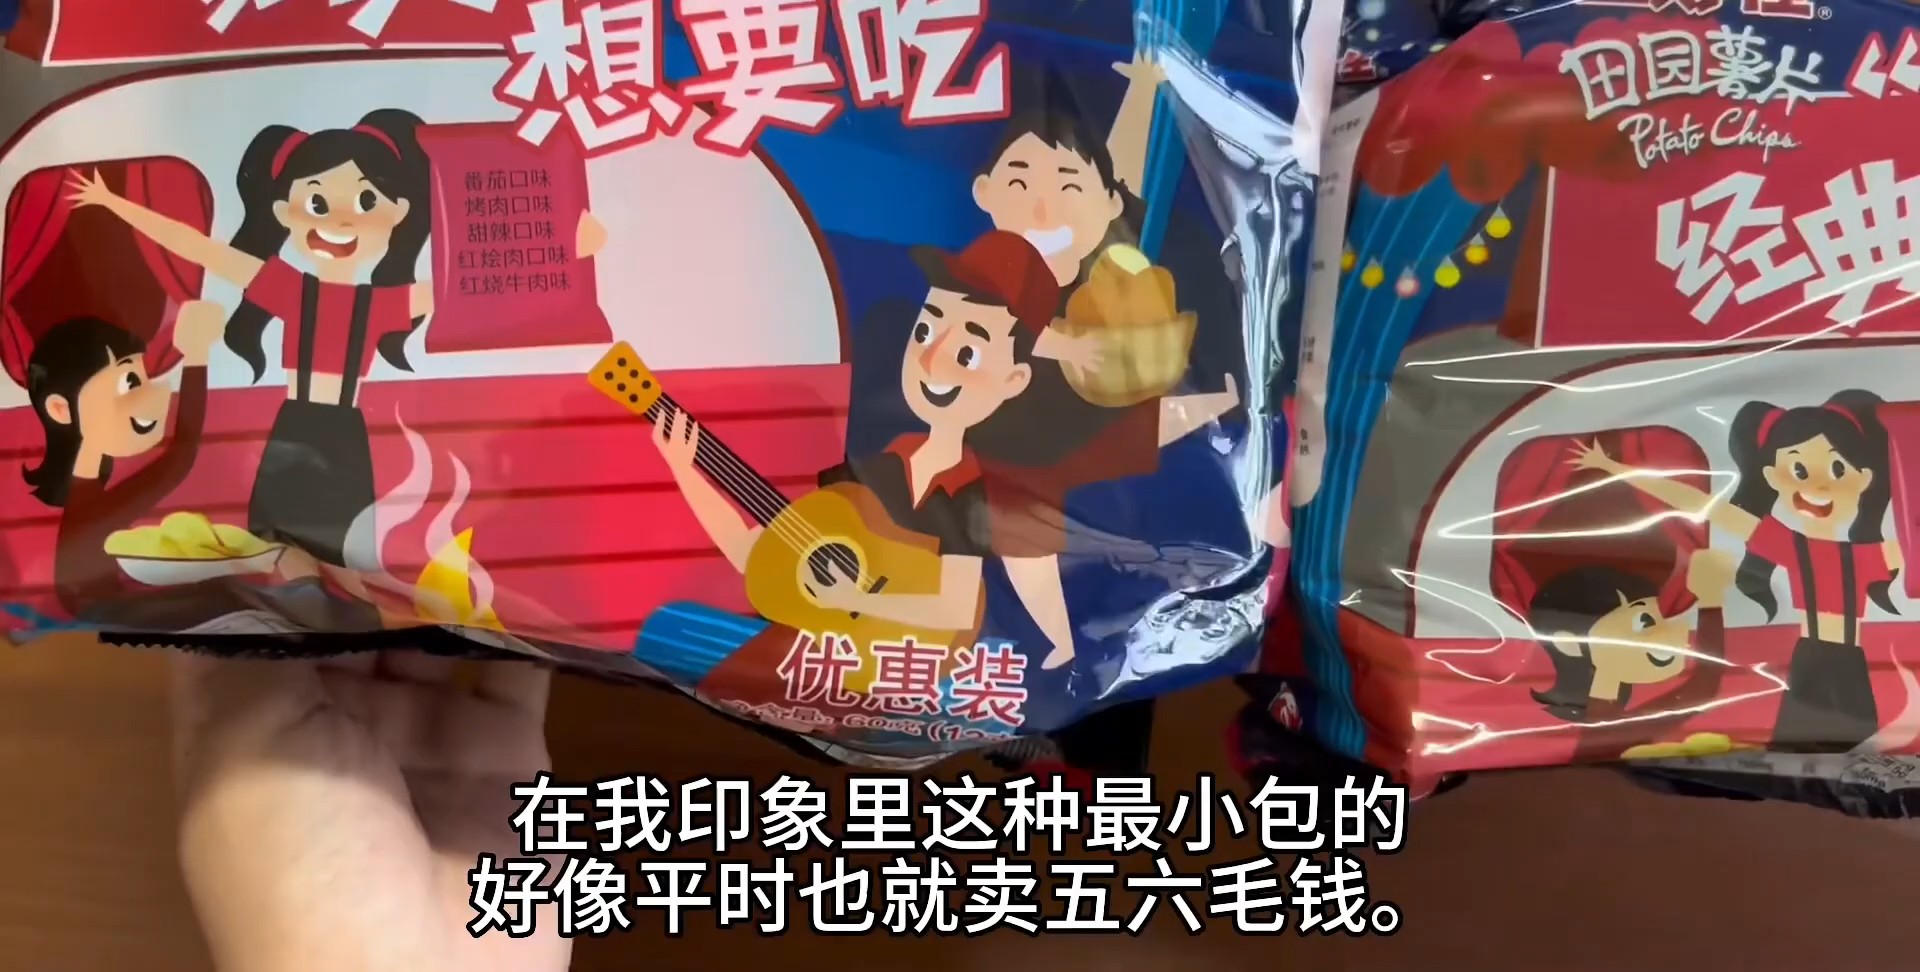 想要吃
番茄口味
烤肉口味
甜辣口味
红烩肉口味
红烧牛肉味
优惠装
田园薯片
Potato Chips
经典
在我印象里这种最小包的
好像平时也就卖五六毛钱。